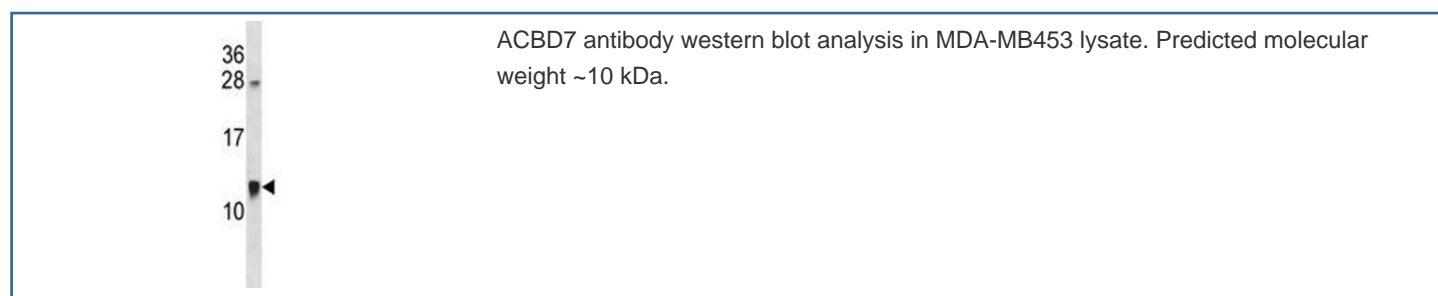 36
28
17
10
ACBD7 antibody western blot analysis in MDA-MB453 lysate. Predicted molecular
weight ~10 kDa.